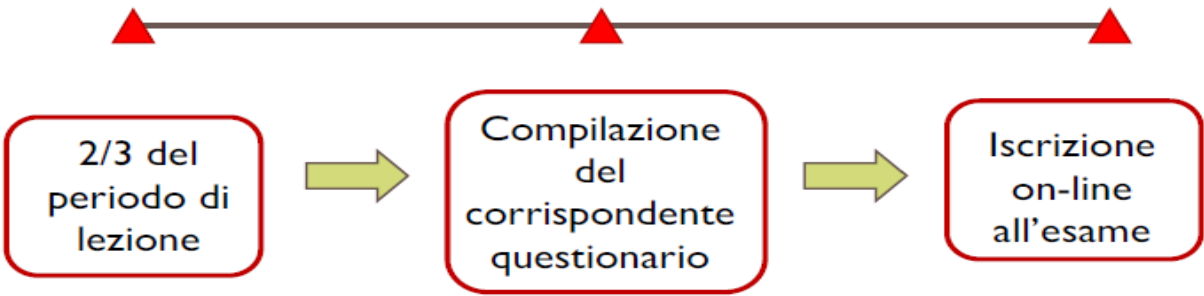 2/3 del
periodo di
lezione
Compilazione
del
corrispondente
questionario
Iscrizione
on-line
all'esame